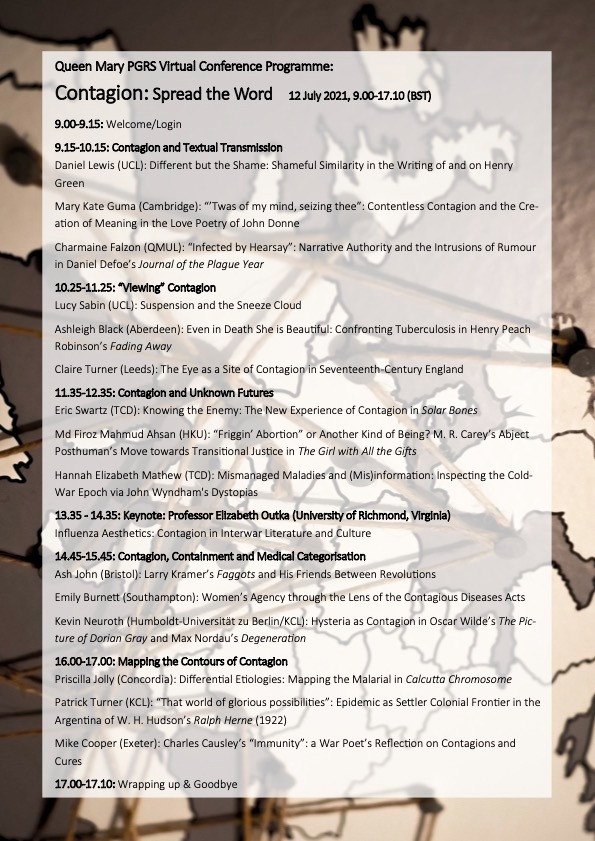 Queen Mary PGRS Virtual Conference Programme:
Contagion: Spread the Word 12 July 2021, 9.00-17.10 (BST)
9.00-9.15: Welcome/Login
9.15-10.15: Contagion and Textual Transmission
Daniel Lewis (UCL): Different but the Shame: Shameful Similarity in the Writing of and on Henry
Green
Mary Kate Guma (Cambridge): “’Twas of my mind, seizing thee”: Contentless Contagion and the Cre-
ation of Meaning in the Love Poetry of John Donne
Charmaine Falzon (QMUL): “Infected by Hearsay”: Narrative Authority and the Intrusions of Rumour
in Daniel Defoe’s Journal of the Plague Year
10.25-11.25: “Viewing” Contagion
Lucy Sabin (UCL): Suspension and the Sneeze Cloud
Ashleigh Black (Aberdeen): Even in Death She is Beautiful: Confronting Tuberculosis in Henry Peach
Robinson’s Fading Away
Claire Turner (Leeds): The Eye as a Site of Contagion in Seventeenth-Century England
11.35-12.35: Contagion and Unknown Futures
Eric Swartz (TCD): Knowing the Enemy: The New Experience of Contagion in Solar Bones
Md Firoz Mahmud Ahsan (HKU): “Friggin’ Abortion” or Another Kind of Being? M. R. Carey’s Abject
Posthuman’s Move towards Transitional Justice in The Girl with All the Gifts
Hannah Elizabeth Mathew (TCD): Mismanaged Maladies and (Mis)information: Inspecting the Cold-
War Epoch via John Wyndham's Dystopias
13.35 - 14.35: Keynote: Professor Elizabeth Outka (University of Richmond, Virginia)
Influenza Aesthetics: Contagion in Interwar Literature and Culture
14.45-15.45: Contagion, Containment and Medical Categorisation
Ash John (Bristol): Larry Kramer’s Faggots and His Friends Between Revolutions
Emily Burnett (Southampton): Women’s Agency through the Lens of the Contagious Diseases Acts
Kevin Neuroth (Humboldt-Universität zu Berlin/KCL): Hysteria as Contagion in Oscar Wilde’s The Pic-
ture of Dorian Gray and Max Nordau’s Degeneration
16.00-17.00: Mapping the Contours of Contagion
Priscilla Jolly (Concordia): Differential Etiologies: Mapping the Malarial in Calcutta Chromosome
Patrick Turner (KCL): “That world of glorious possibilities”: Epidemic as Settler Colonial Frontier in the
Argentina of W. H. Hudson’s Ralph Herne (1922)
Mike Cooper (Exeter): Charles Causley’s “Immunity”: a War Poet’s Reflection on Contagions and
Cures
17.00-17.10: Wrapping up & Goodbye